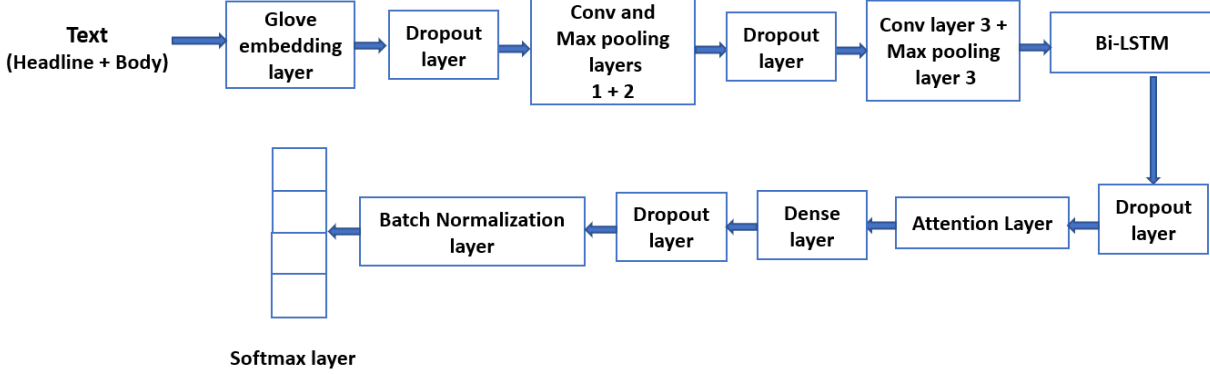 Text
(Headline + Body)
Glove
embedding
layer
Dropout
layer
Conv and
Max pooling
layers
1 + 2
Dropout
layer
Conv layer 3 +
Max pooling
layer 3
Bi-LSTM
Dropout
layer
Attention Layer
Dense
layer
Dropout
layer
Batch Normalization
layer
Softmax layer